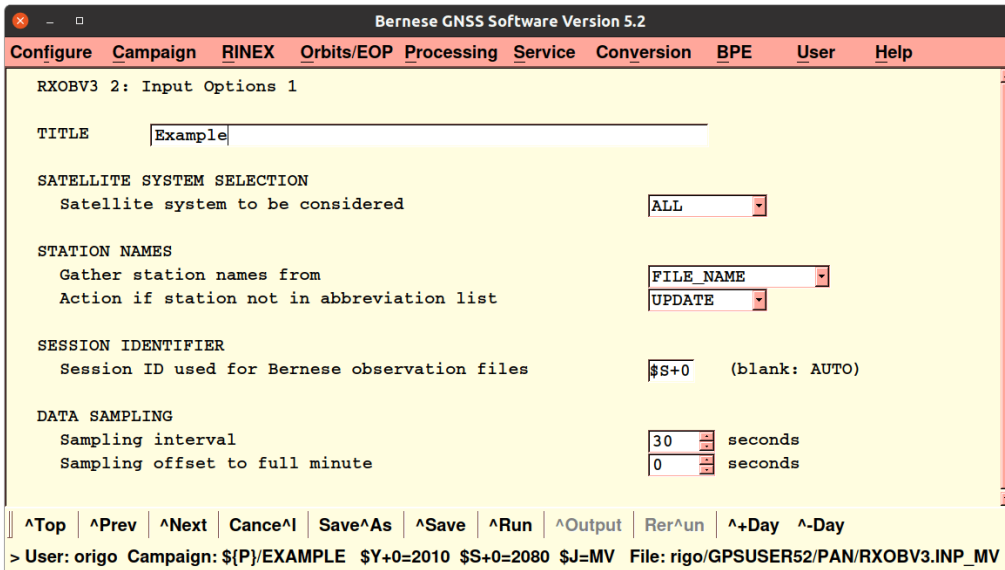 Bernese GNSS Software Version 5.2
Configure Campaign RINEX Orbits/EOP Processing Service Conversion BPE User Help
RXOBV3 2: Input Options 1
TITLE Example
SATELLITE SYSTEM SELECTION
Satellite system to be considered ALL
STATION NAMES
Gather station names from FILE_NAME
Action if station not in abbreviation list UPDATE
SESSION IDENTIFIER
Session ID used for Bernese observation files $S+0 (blank: AUTO)
DATA SAMPLING
Sampling interval 30 seconds
Sampling offset to full minute 0 seconds
^Top ^Prev ^Next Cance^l Save^As ^Save ^Run ^Output Rer^un ^+Day ^-Day
> User: origo Campaign: ${P}/EXAMPLE $Y+0=2010 $S+0=2080 $J=MV File: rigo/GPSUSER52/PAN/RXOBV3.INP_MV